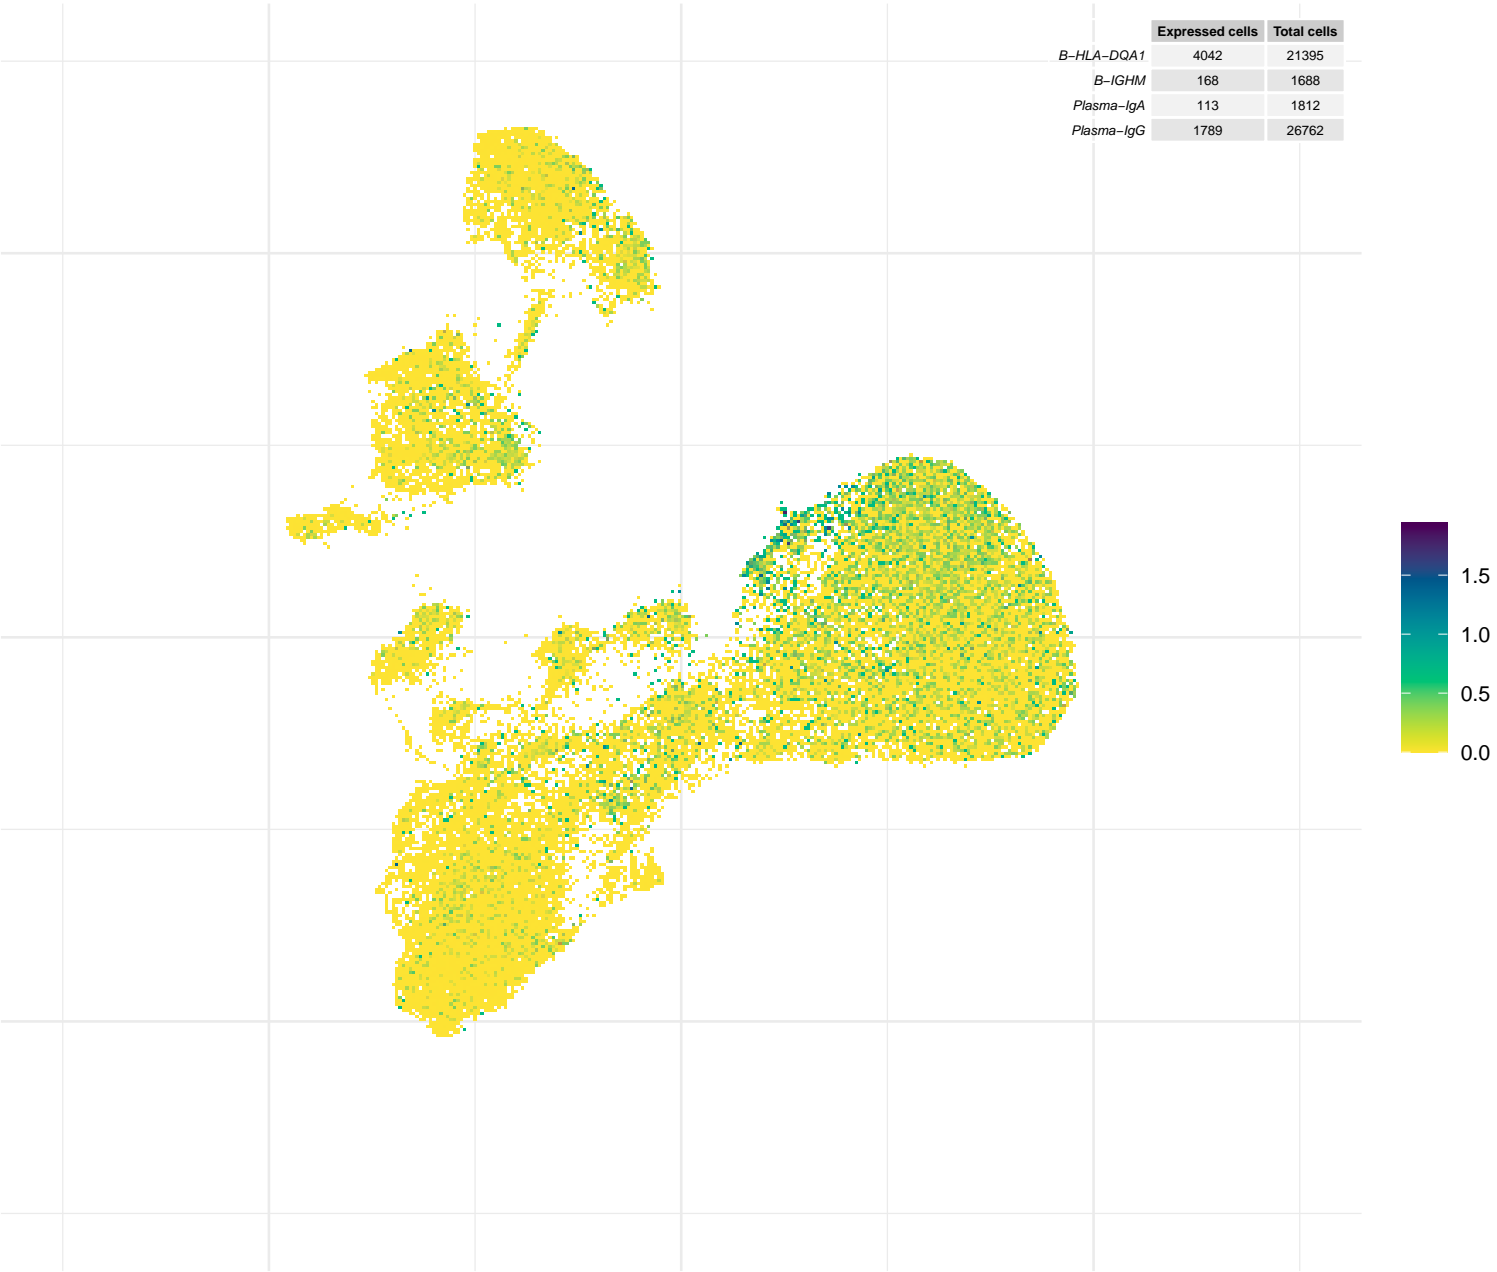 Expressed cells Total cells
B−HLA−DQA1 4042 21395
B−IGHM 168 1688
Plasma−IgA 113 1812
Plasma−IgG 1789 26762
1.5
1.0
0.5
0.0